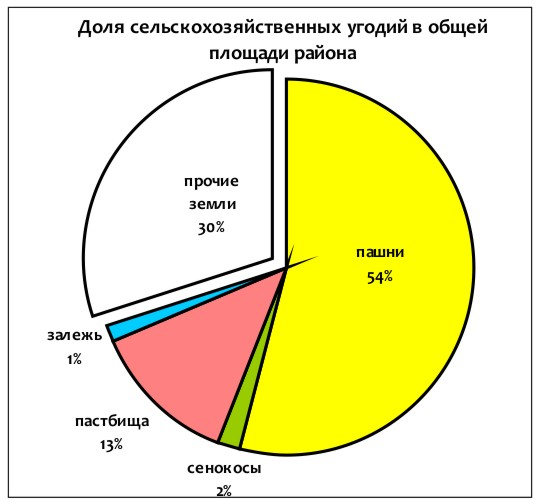 Доля сельскохозяйственных угодий в общей
площади района
прочие
земли
30%
пашни
54%
залежь
1%
пастбища
13%
сенокосы
2%